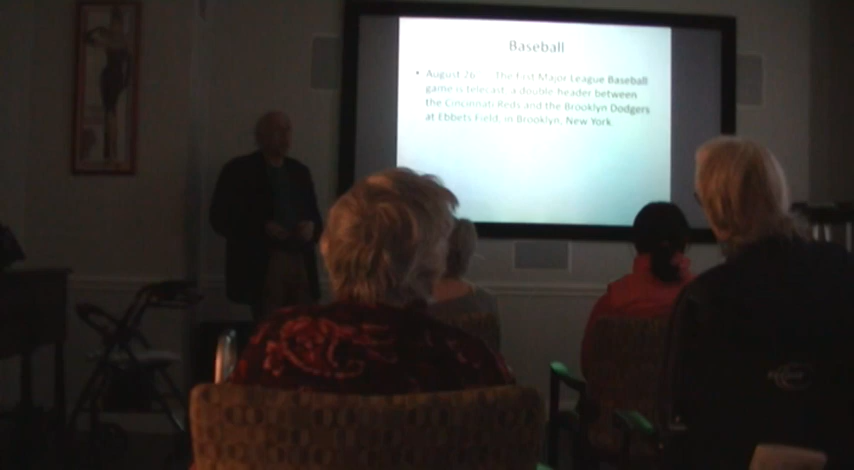 Baseball
• August 26 The First Major League Baseball
game is telecast, a double header between
the Cincinnati Reds and the Brooklyn Dodgers
at Ebbets Field, in Brooklyn, New York